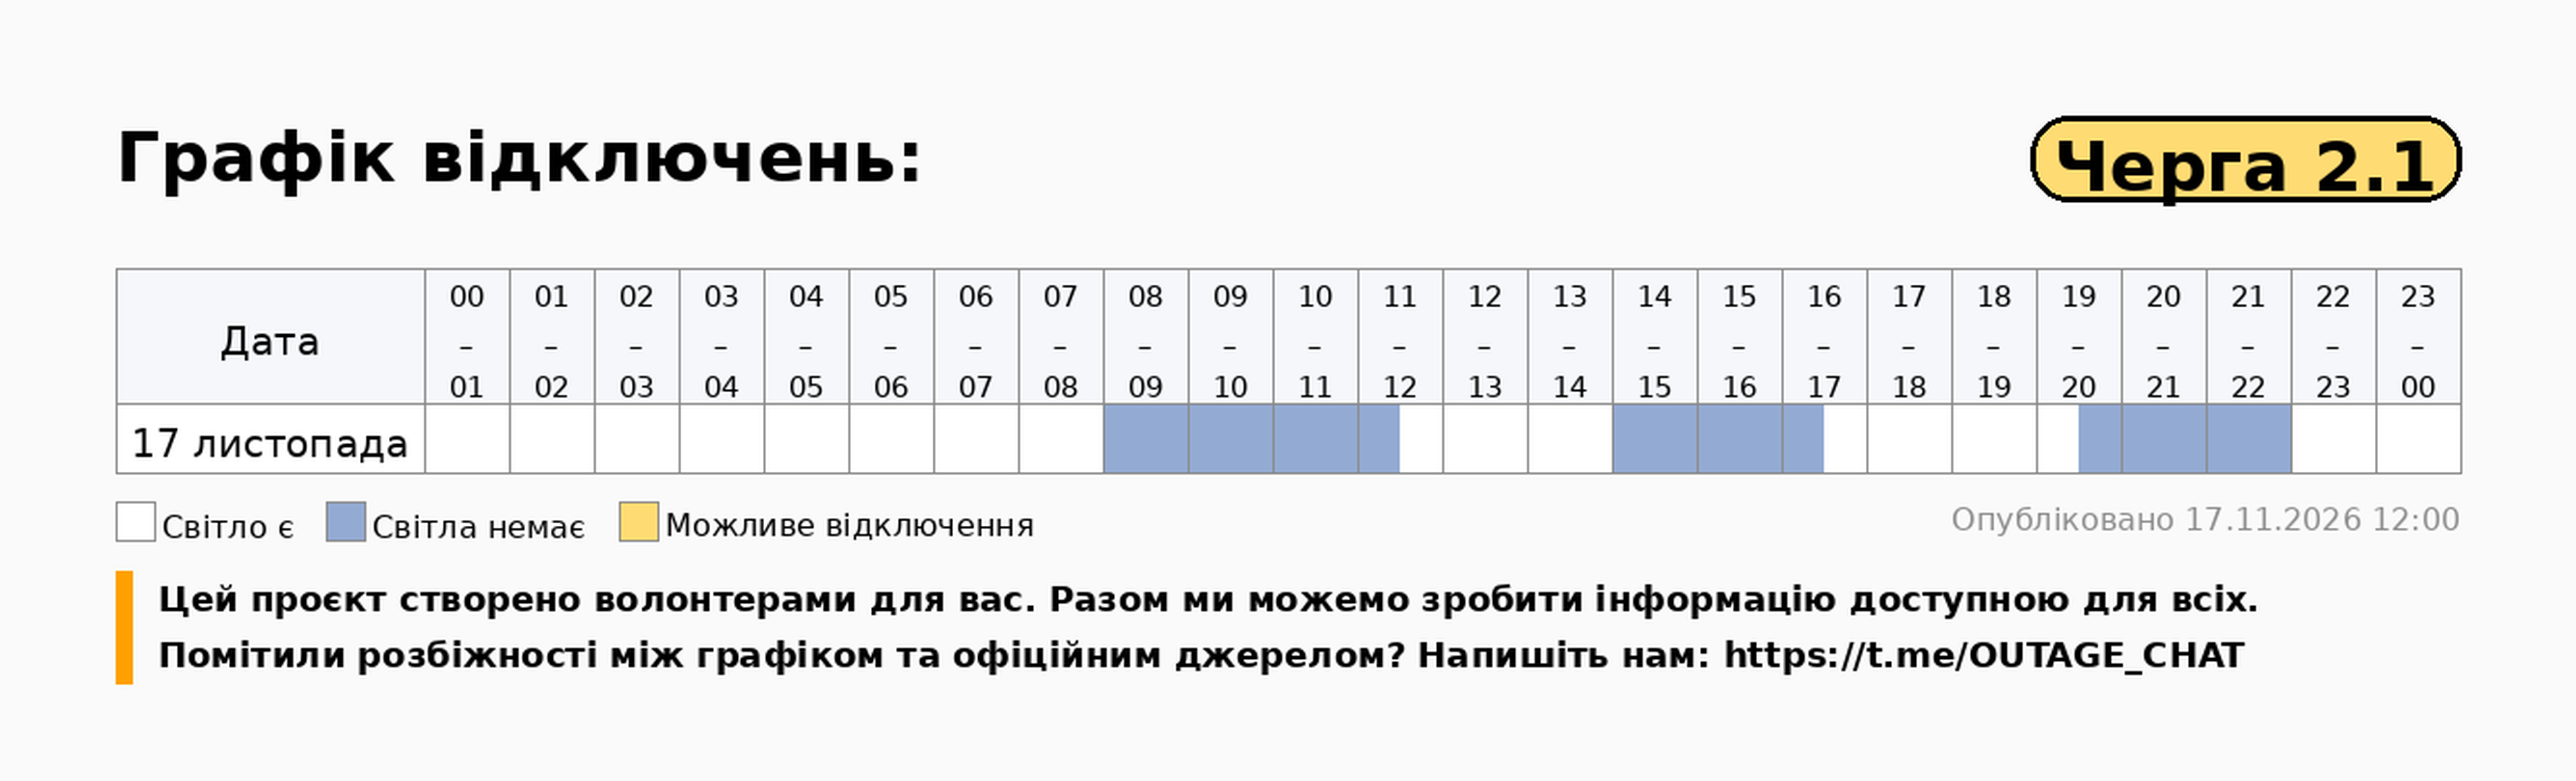 Графік відключень:
Черга 2.1
Дата
00 – 01
01 – 02
02 – 03
03 – 04
04 – 05
05 – 06
06 – 07
07 – 08
08 – 09
09 – 10
10 – 11
11 – 12
12 – 13
13 – 14
14 – 15
15 – 16
16 – 17
17 – 18
18 – 19
19 – 20
20 – 21
21 – 22
22 – 23
23 – 00
17 листопада
Світло є
Світла немає
Можливе відключення
Опубліковано 17.11.2026 12:00
Цей проєкт створено волонтерами для вас. Разом ми можемо зробити інформацію доступною для всіх.
Помітили розбіжності між графіком та офіційним джерелом? Напишіть нам: https://t.me/OUTAGE_CHAT